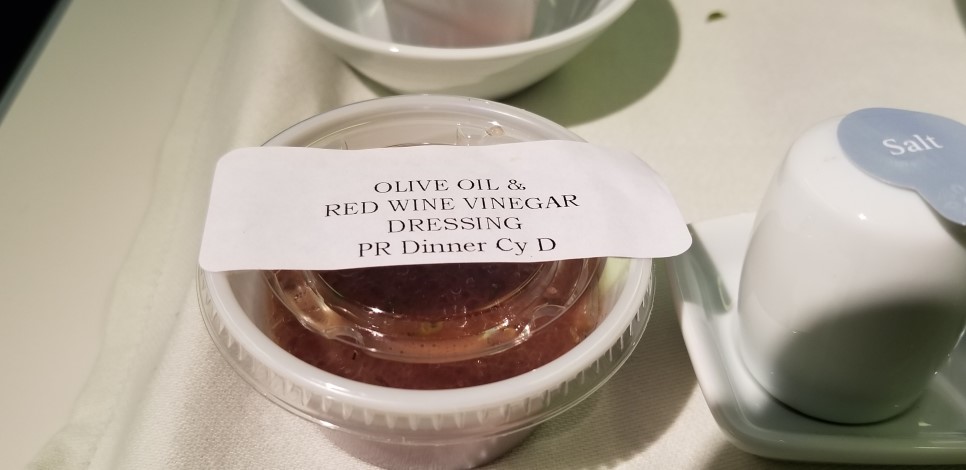 OLIVE OIL &
RED WINE VINEGAR
DRESSING
PR Dinner Cy D
Salt